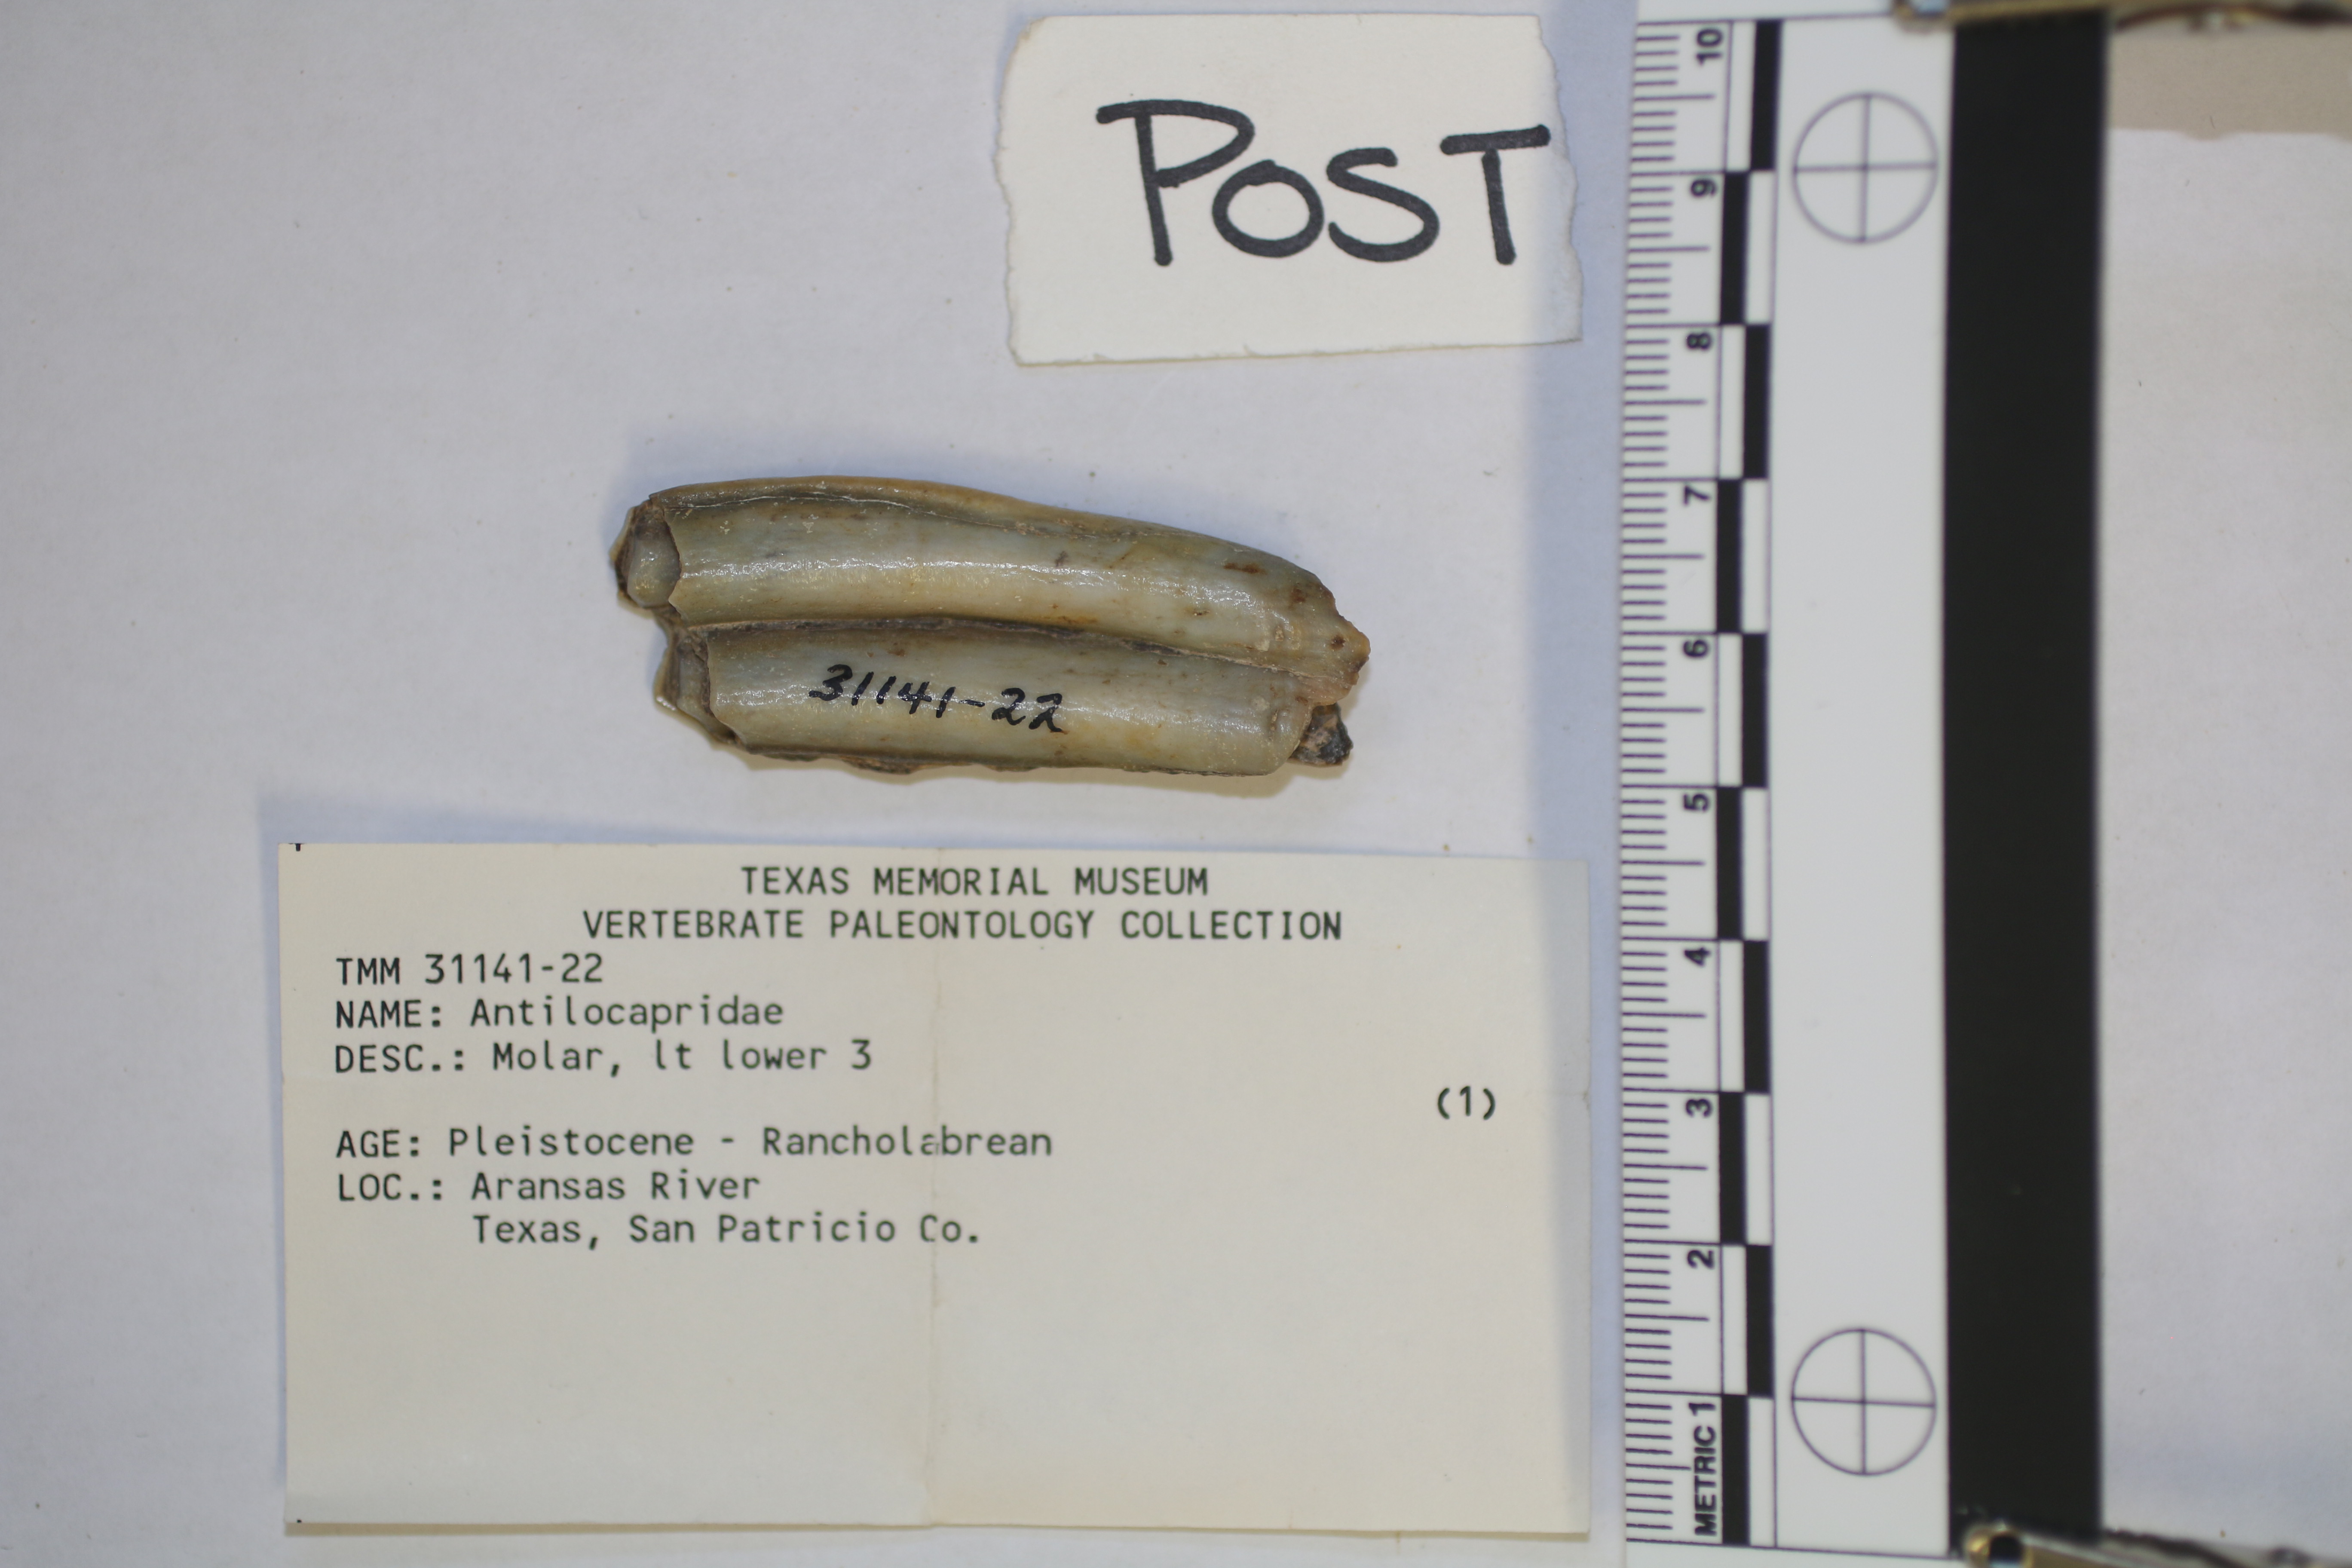 POST
31141-22
TEXAS MEMORIAL MUSEUM
VERTEBRATE PALEONTOLOGY COLLECTION
TMM 31141-22
NAME: Antilocapridae
DESC.: Molar, lt lower 3
(1)
AGE: Pleistocene - Rancholabrean
LOC.: Aransas River
Texas, San Patricio Co.
10
9
8
7
6
5
4
3
2
METRIC 1